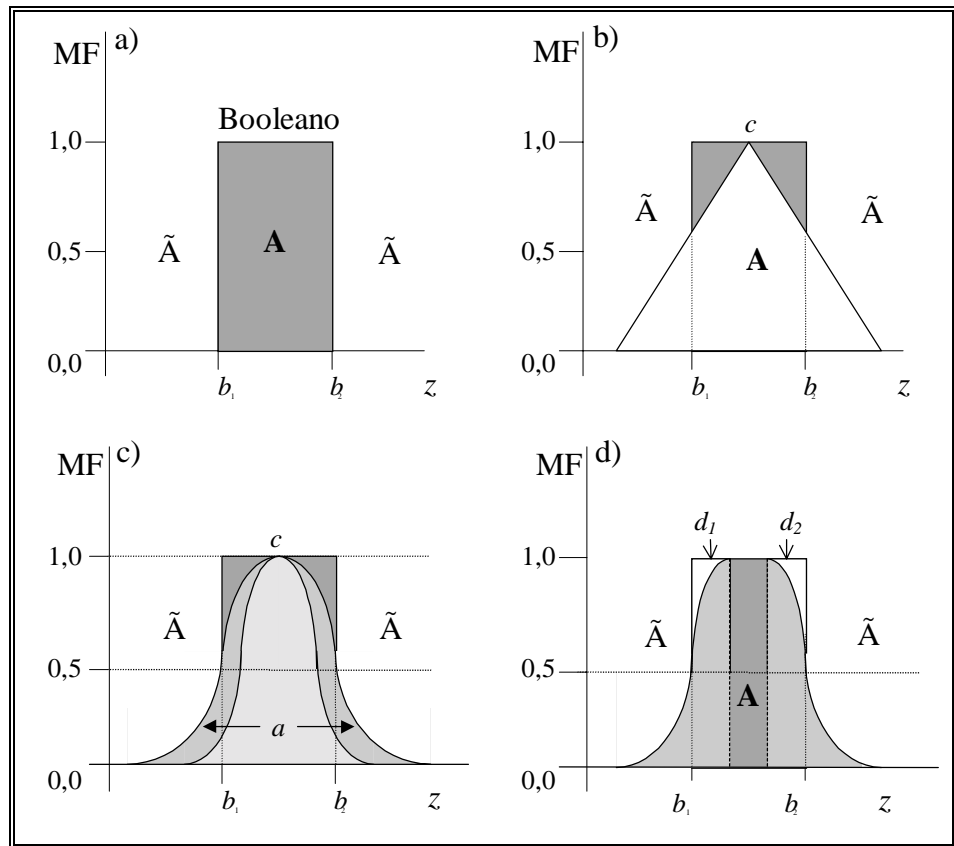 a)
MF
Booleano
1,0
Ã
A
Ã
0,5
0,0
b₁
b₂
z
b)
MF
c
1,0
Ã
Ã
A
0,5
0,0
b₁
b₂
z
c)
MF
c
1,0
Ã
Ã
0,5
a
0,0
b₁
b₂
z
d)
MF
d₁
d₂
1,0
Ã
Ã
0,5
A
0,0
b₁
b₂
z